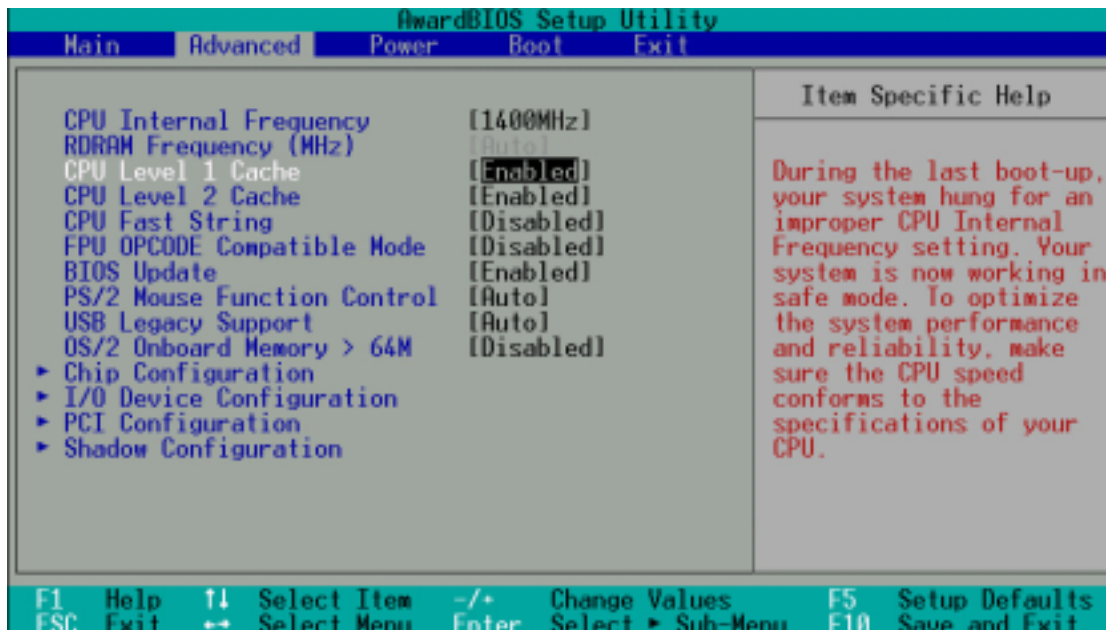 AwardBIOS Setup Utility
Main Advanced Power Boot Exit
CPU Internal Frequency [1400MHz]
RDRAM Frequency (MHz) [Auto]
CPU Level 1 Cache [Enabled]
CPU Level 2 Cache [Enabled]
CPU Fast String [Disabled]
FPU OPCODE Compatible Mode [Disabled]
BIOS Update [Enabled]
PS/2 Mouse Function Control [Auto]
USB Legacy Support [Auto]
OS/2 Onboard Memory > 64M [Disabled]
► Chip Configuration
► I/O Device Configuration
► PCI Configuration
► Shadow Configuration
Item Specific Help
During the last boot-up,
your system hung for an
improper CPU Internal
Frequency setting. Your
system is now working in
safe mode. To optimize
the system performance
and reliability, make
sure the CPU speed
conforms to the
specifications of your
CPU.
F1 Help ↑↓ Select Item -/+ Change Values F5 Setup Defaults
ESC Exit ↔ Select Menu Enter Select ► Sub-Menu F10 Save and Exit